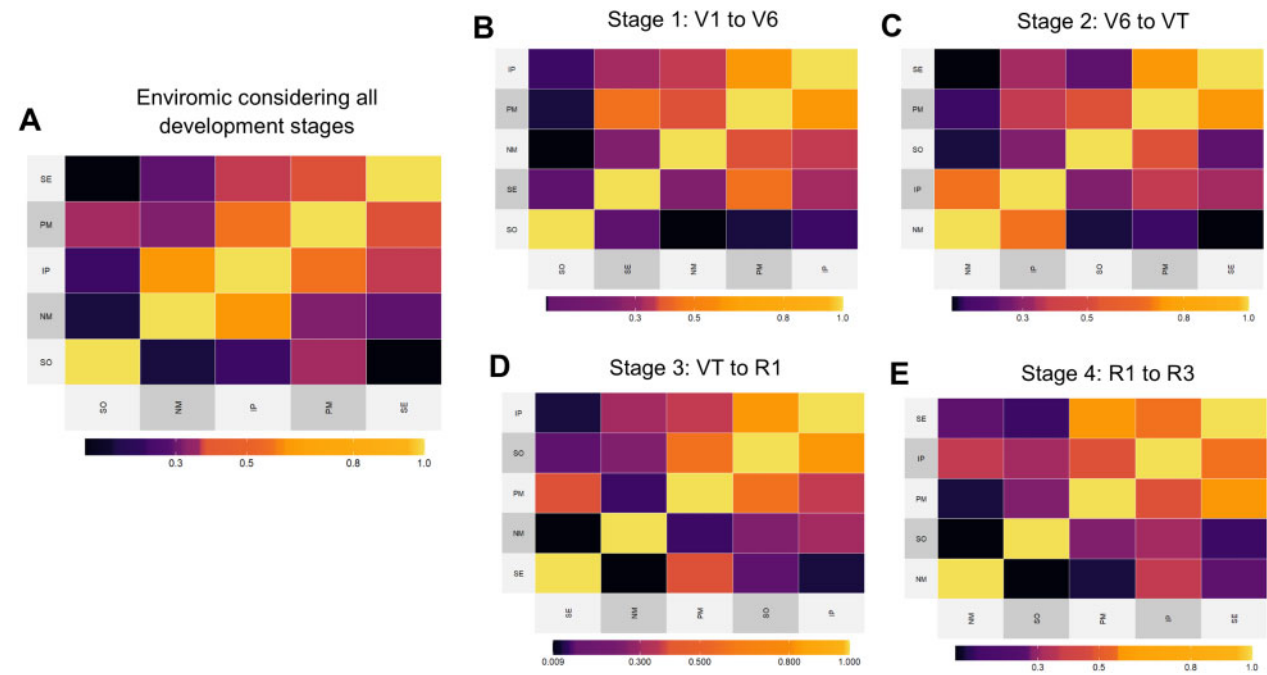 A
Enviromic considering all
development stages
SE
PM
IP
NM
SO
SO NM IP PM SE
0.3 0.5 0.8 1.0
B
Stage 1: V1 to V6
IP
PM
NM
SE
SO
SO SE NM PM IP
0.3 0.5 0.8 1.0
C
Stage 2: V6 to VT
SE
PM
SO
IP
NM
NM IP SO PM SE
0.3 0.5 0.8 1.0
D
Stage 3: VT to R1
IP
SO
PM
NM
SE
SE NM PM SO IP
0.009 0.300 0.500 0.800 1.000
E
Stage 4: R1 to R3
SE
IP
PM
SO
NM
NM SO PM IP SE
0.3 0.5 0.8 1.0